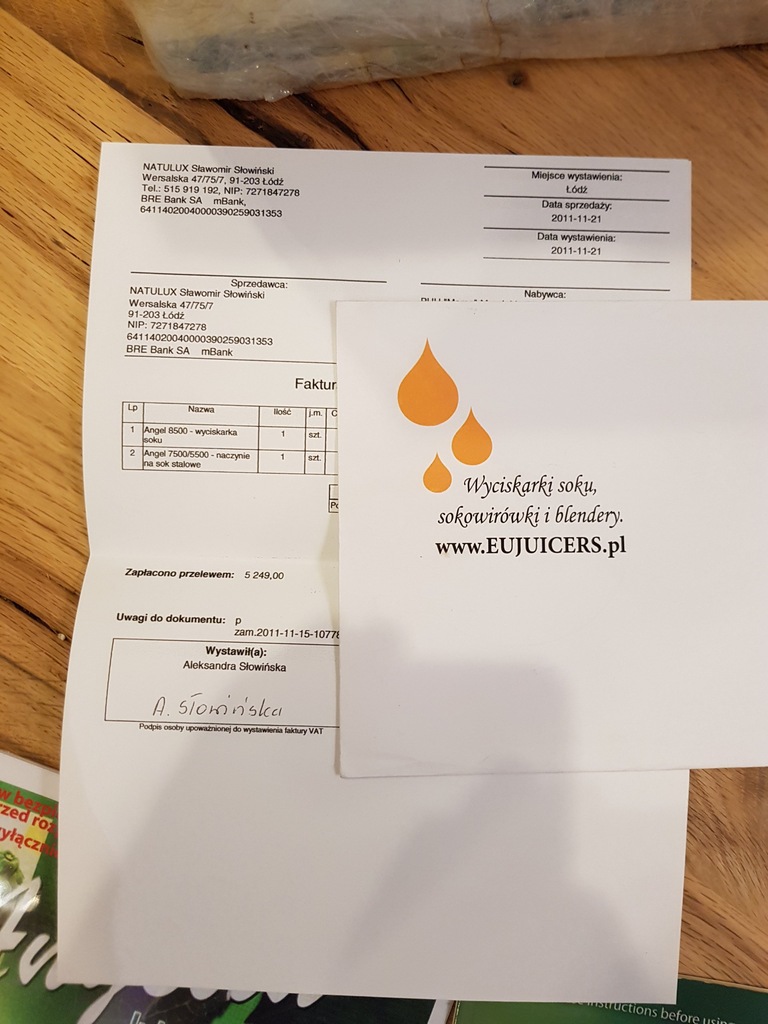 NATULUX Sławomir Słowiński
Wersalska 47/75/7, 91-203 Łódź
Tel.: 515 919 192, NIP: 7271847278
BRE Bank SA mBank,
64114020040000390259031353
Miejsce wystawienia:
Łódź
Data sprzedaży:
2011-11-21
Data wystawienia:
2011-11-21
Sprzedawca:
NATULUX Sławomir Słowiński
Wersalska 47/75/7
91-203 Łódź
NIP: 7271847278
64114020040000390259031353
BRE Bank SA mBank
Nabywca:
Faktur
Lp Nazwa Ilość j.m. C
1 Angel 8500 - wyciskarka 1 szt.
soku
2 Angel 7500/5500 - naczynie 1 szt.
na sok stalowe
Zapłacono przelewem: 5 249,00
Uwagi do dokumentu: p
zam.2011-11-15-10778
Wystawił(a):
Aleksandra Słowińska
A. Słowińska
Podpis osoby upoważnionej do wystawienia faktury VAT
Wyciskarki soku,
sokowirówki i blendery.
www.EUJUICERS.pl
instructions before using